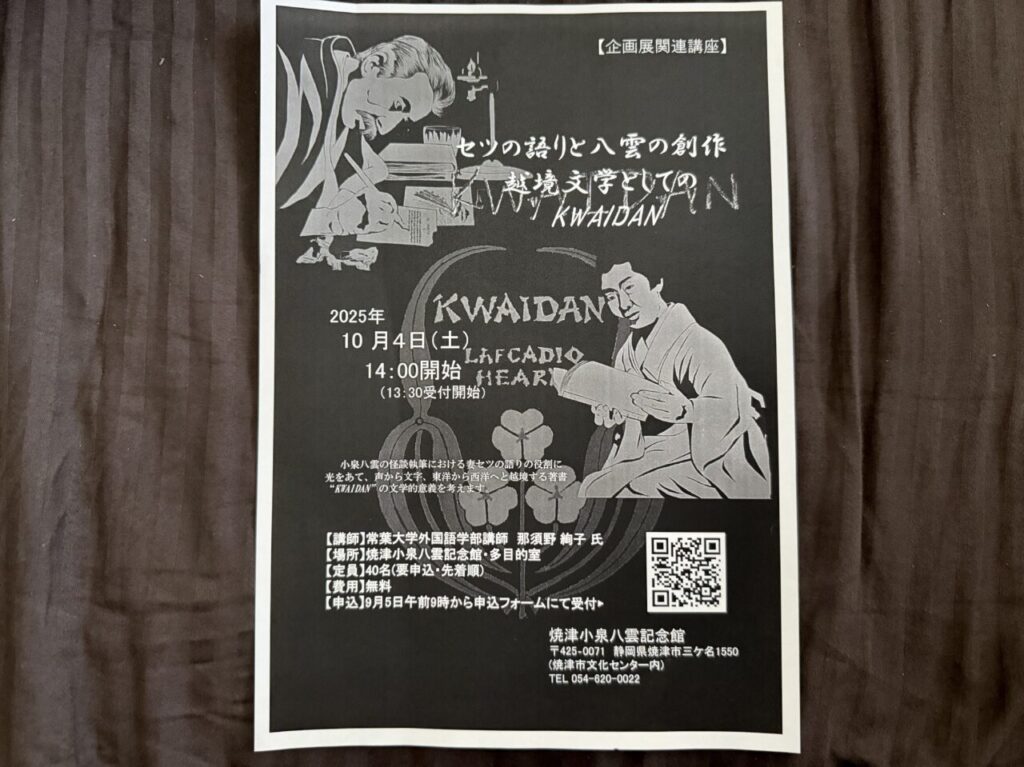 【企画展関連講座】
セツの語りと八雲の創作
越境文学としての
KWAIDAN
KWAIDAN
KWAIDAN
LAFCADIO
HEARN
2025年
10月4日(土)
14:00開始
(13:30受付開始)
小泉八雲の怪談執筆における妻セツの語りの役割に
光をあて、声から文字、東洋から西洋へと越境する著書
“KWAIDAN”の文学的意義を考えます。
【講師】常葉大学外国語学部講師 那須野 絢子 氏
【場所】焼津小泉八雲記念館・多目的室
【定員】40名(要申込・先着順)
【費用】無料
【申込】9月5日午前9時から申込フォームにて受付▸
焼津小泉八雲記念館
〒425-0071 静岡県焼津市三ケ名1550
(焼津市文化センター内)
TEL 054-620-0022